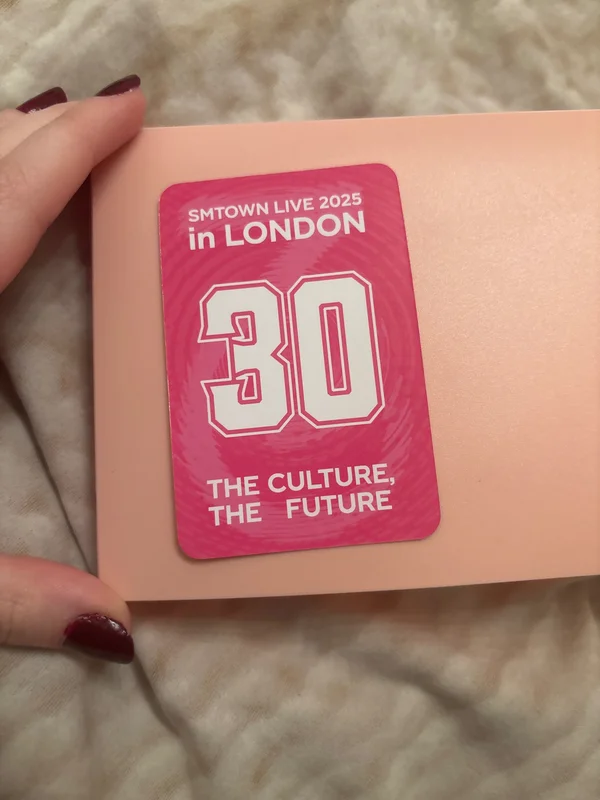 SMTOWN LIVE 2025
in LONDON
30
THE CULTURE,
THE FUTURE